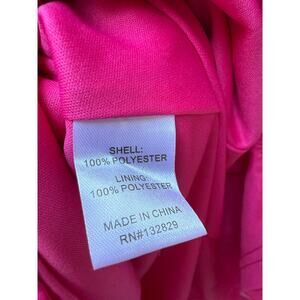 SHELL:
100% POLYESTER
LINING:
100% POLYESTER
MADE IN CHINA
RN#132829